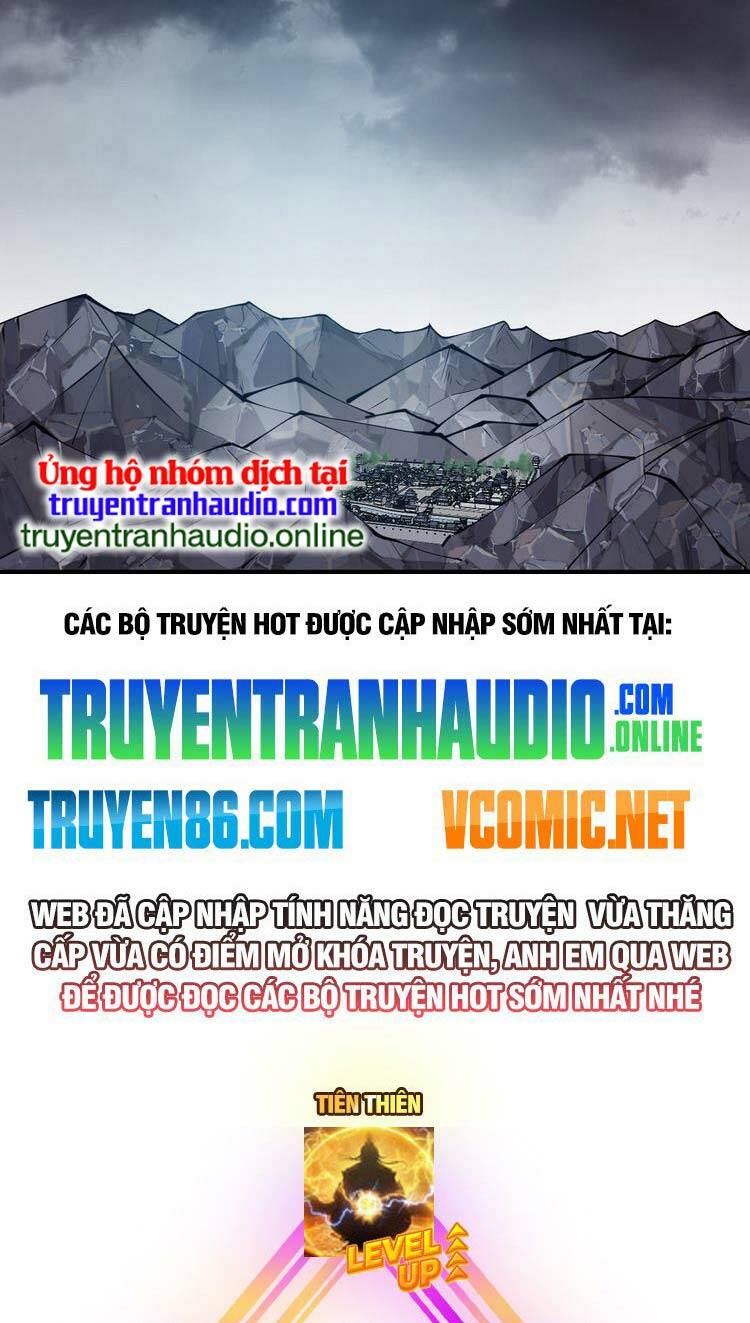 Ủng hộ nhóm dịch tại
truyentranhaudio.com
truyentranhaudio.online
CÁC BỘ TRUYỆN HOT ĐƯỢC CẬP NHẬP SỚM NHẤT TẠI:
TRUYENTRANHAUDIO.COM
.ONLINE
TRUYEN86.COM VCOMIC.NET
WEB ĐÃ CẬP NHẬP TÍNH NĂNG ĐỌC TRUYỆN VỪA THĂNG
CẤP VỪA CÓ ĐIỂM MỞ KHÓA TRUYỆN, ANH EM QUA WEB
ĐỂ ĐƯỢC ĐỌC CÁC BỘ TRUYỆN HOT SỚM NHẤT NHÉ
TIÊN THIÊN
LEVEL
UP